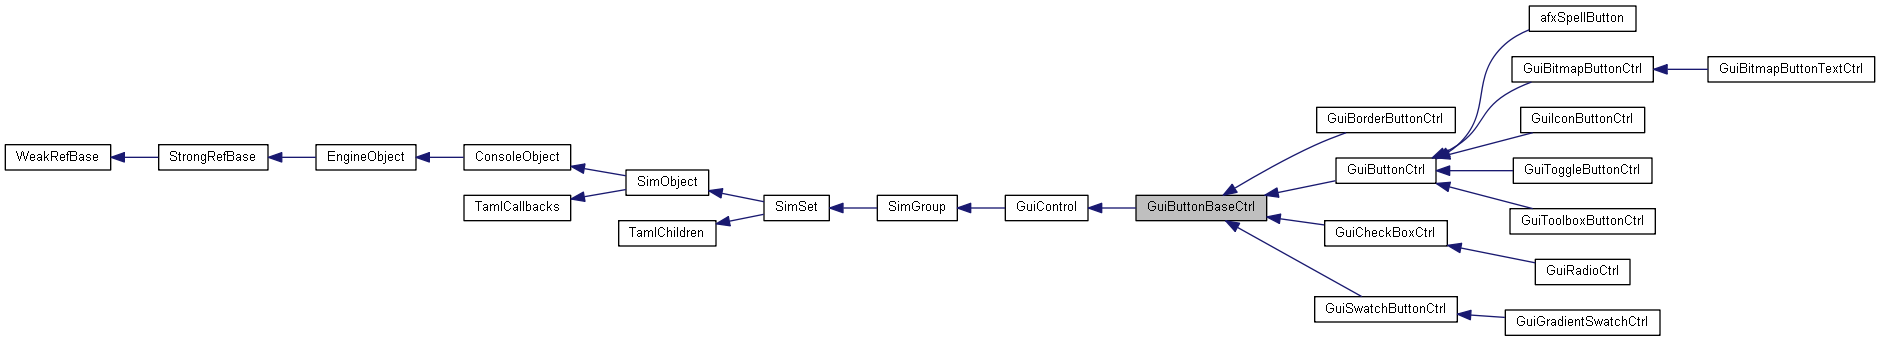 afxSpellButton
GuiBitmapButtonCtrl
GuiBitmapButtonTextCtrl
GuiBorderButtonCtrl
GuiIconButtonCtrl
WeakRefBase
StrongRefBase
EngineObject
ConsoleObject
GuiButtonCtrl
GuiToggleButtonCtrl
SimObject
TamlCallbacks
SimSet
SimGroup
GuiControl
GuiButtonBaseCtrl
GuiToolboxButtonCtrl
TamlChildren
GuiCheckBoxCtrl
GuiRadioCtrl
GuiSwatchButtonCtrl
GuiGradientSwatchCtrl